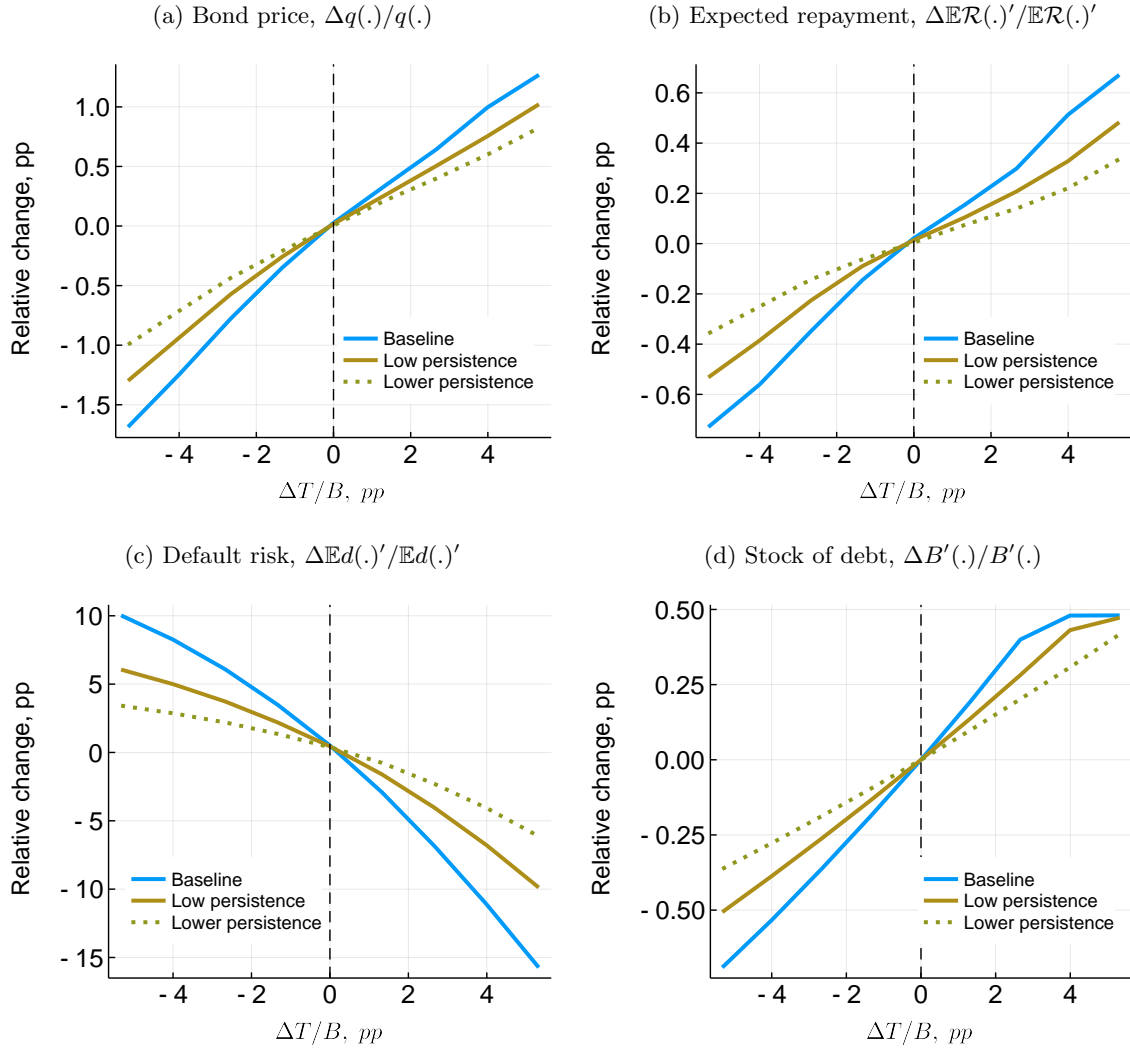 (a) Bond price, Δq(.)/q(.)
Relative change, pp
1.0
0.5
0.0
- 0.5
- 1.0
- 1.5
Baseline
Low persistence
Lower persistence
- 4
- 2
0
2
4
ΔT/B, pp
(b) Expected repayment, Δ𝔼ℛ(.)′/𝔼ℛ(.)′
Relative change, pp
0.6
0.4
0.2
0.0
- 0.2
- 0.4
- 0.6
Baseline
Low persistence
Lower persistence
- 4
- 2
0
2
4
ΔT/B, pp
(c) Default risk, Δ𝔼d(.)′/𝔼d(.)′
Relative change, pp
10
5
0
- 5
- 10
- 15
Baseline
Low persistence
Lower persistence
- 4
- 2
0
2
4
ΔT/B, pp
(d) Stock of debt, ΔB′(.)/B′(.)
Relative change, pp
0.50
0.25
0.00
- 0.25
- 0.50
Baseline
Low persistence
Lower persistence
- 4
- 2
0
2
4
ΔT/B, pp